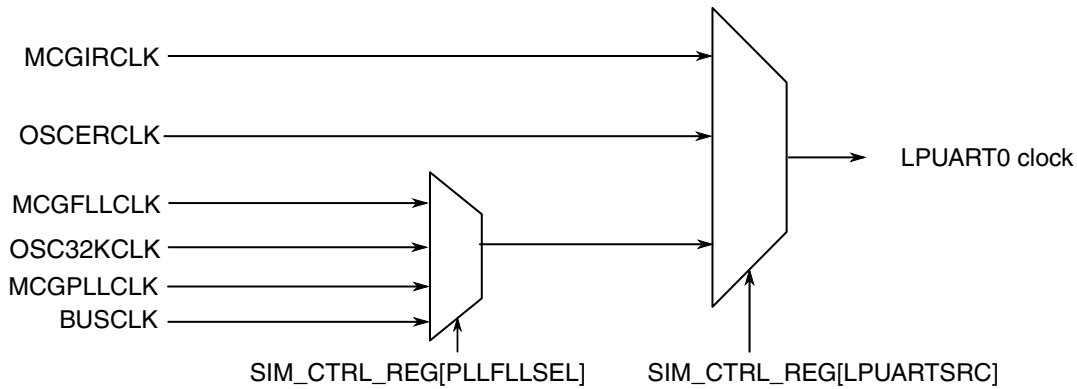 MCGIRCLK
OSCERCLK
LPUART0 clock
MCGFLLCLK
OSC32KCLK
MCGPLLCLK
BUSCLK
SIM_CTRL_REG[PLLFLLSEL]
SIM_CTRL_REG[LPUARTSRC]